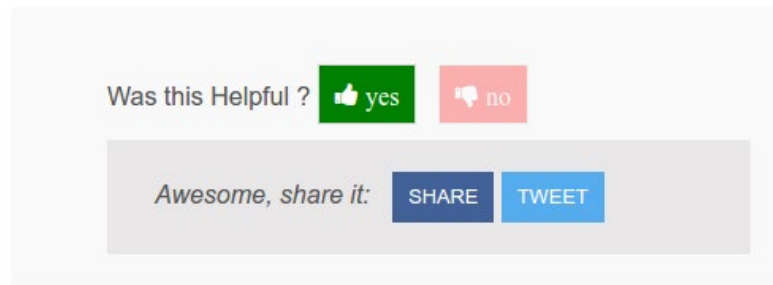 Was this Helpful ? yes no
Awesome, share it: SHARE TWEET